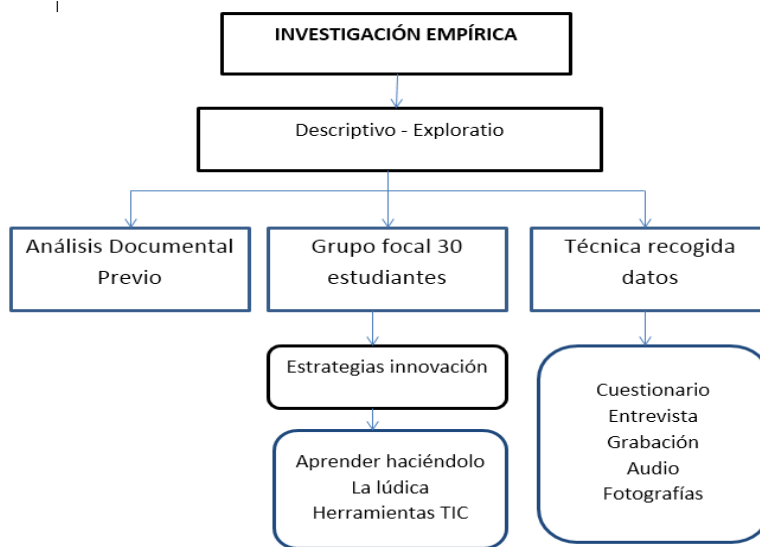 INVESTIGACIÓN EMPÍRICA
Descriptivo - Exploratio
Análisis Documental
Previo
Grupo focal 30
estudiantes
Técnica recogida
datos
Estrategias innovación
Aprender haciéndolo
La lúdica
Herramientas TIC
Cuestionario
Entrevista
Grabación
Audio
Fotografías